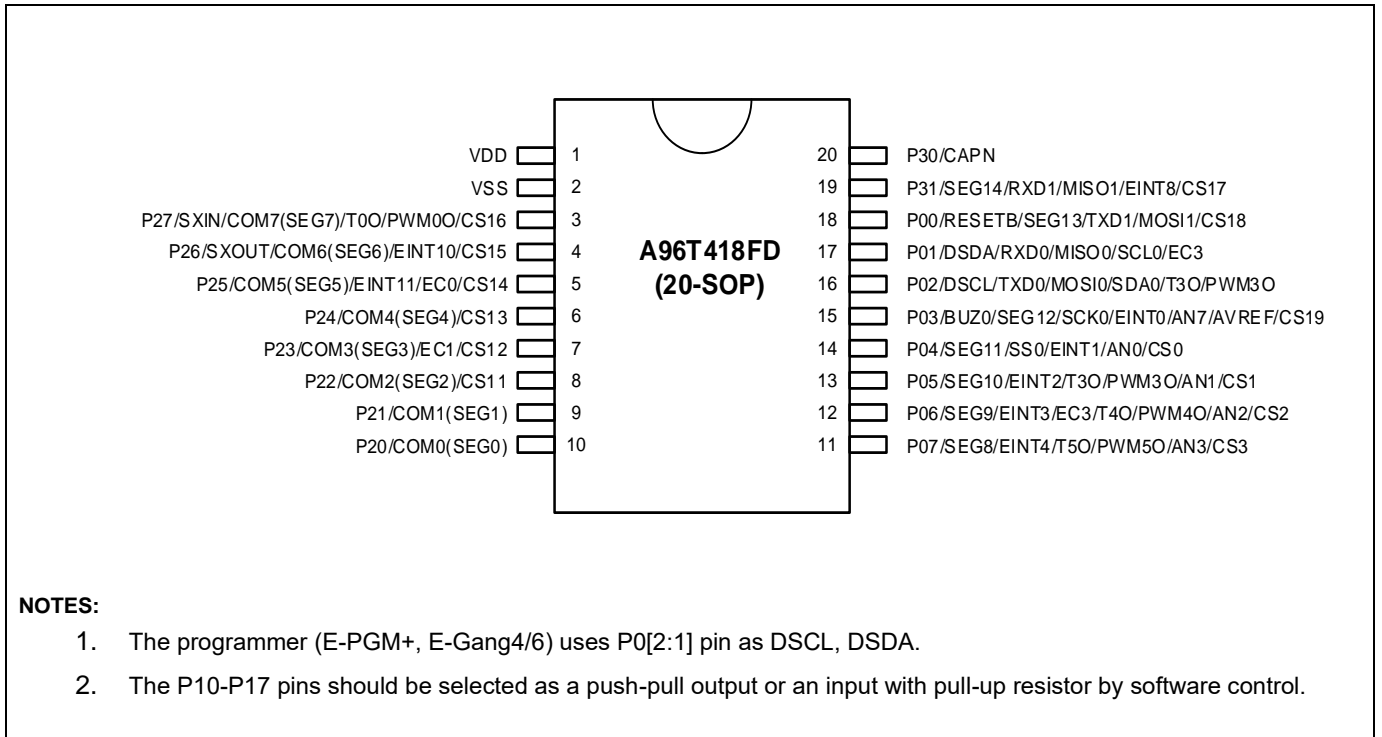 VDD 1
VSS 2
P27/SXIN/COM7(SEG7)/T0O/PWM0O/CS16 3
P26/SXOUT/COM6(SEG6)/EINT10/CS15 4
P25/COM5(SEG5)/EINT11/EC0/CS14 5
P24/COM4(SEG4)/CS13 6
P23/COM3(SEG3)/EC1/CS12 7
P22/COM2(SEG2)/CS11 8
P21/COM1(SEG1) 9
P20/COM0(SEG0) 10
A96T418FD
(20-SOP)
20 P30/CAPN
19 P31/SEG14/RXD1/MISO1/EINT8/CS17
18 P00/RESETB/SEG13/TXD1/MOSI1/CS18
17 P01/DSDA/RXD0/MISO0/SCL0/EC3
16 P02/DSCL/TXD0/MOSI0/SDA0/T3O/PWM3O
15 P03/BUZ0/SEG12/SCK0/EINT0/AN7/AVREF/CS19
14 P04/SEG11/SS0/EINT1/AN0/CS0
13 P05/SEG10/EINT2/T3O/PWM3O/AN1/CS1
12 P06/SEG9/EINT3/EC3/T4O/PWM4O/AN2/CS2
11 P07/SEG8/EINT4/T5O/PWM5O/AN3/CS3
NOTES:
1. The programmer (E-PGM+, E-Gang4/6) uses P0[2:1] pin as DSCL, DSDA.
2. The P10-P17 pins should be selected as a push-pull output or an input with pull-up resistor by software control.